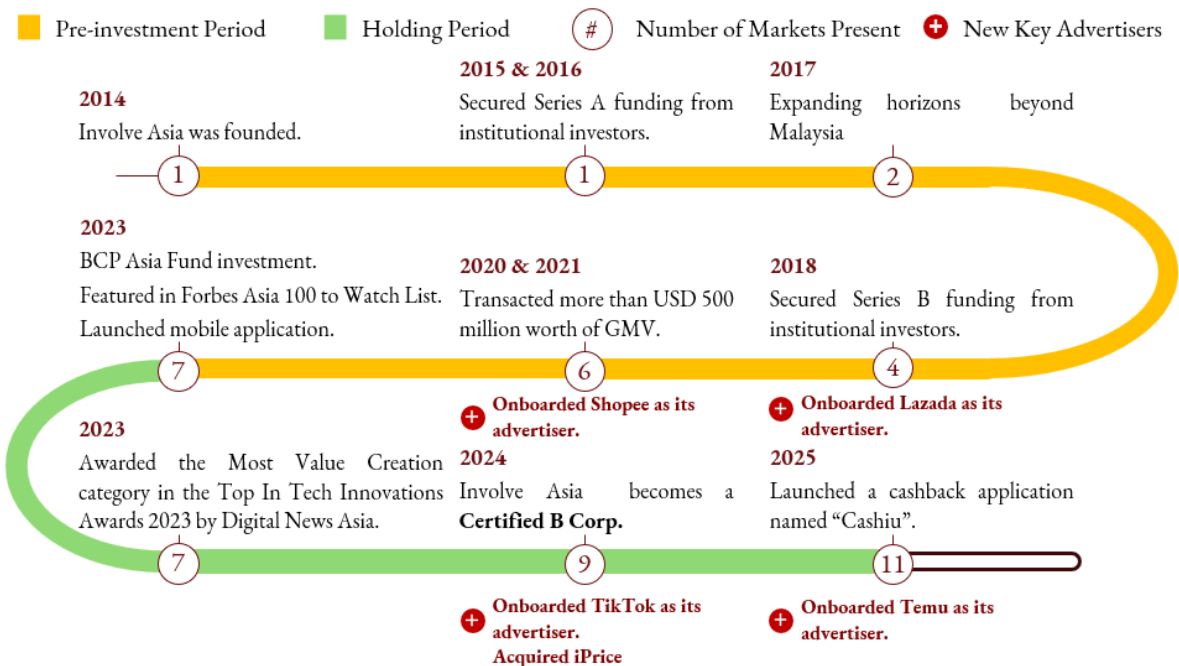 Pre-investment Period
Holding Period
#
Number of Markets Present
New Key Advertisers
2014
Involve Asia was founded.
1
2015 & 2016
Secured Series A funding from
institutional investors.
1
2017
Expanding horizons beyond
Malaysia
2
2018
Secured Series B funding from
institutional investors.
4
Onboarded Lazada as its
advertiser.
2020 & 2021
Transacted more than USD 500
million worth of GMV.
6
Onboarded Shopee as its
advertiser.
2023
BCP Asia Fund investment.
Featured in Forbes Asia 100 to Watch List.
Launched mobile application.
7
2023
Awarded the Most Value Creation
category in the Top In Tech Innovations
Awards 2023 by Digital News Asia.
7
2024
Involve Asia becomes a
Certified B Corp.
9
Onboarded TikTok as its
advertiser.
Acquired iPrice
2025
Launched a cashback application
named “Cashiu”.
11
Onboarded Temu as its
advertiser.